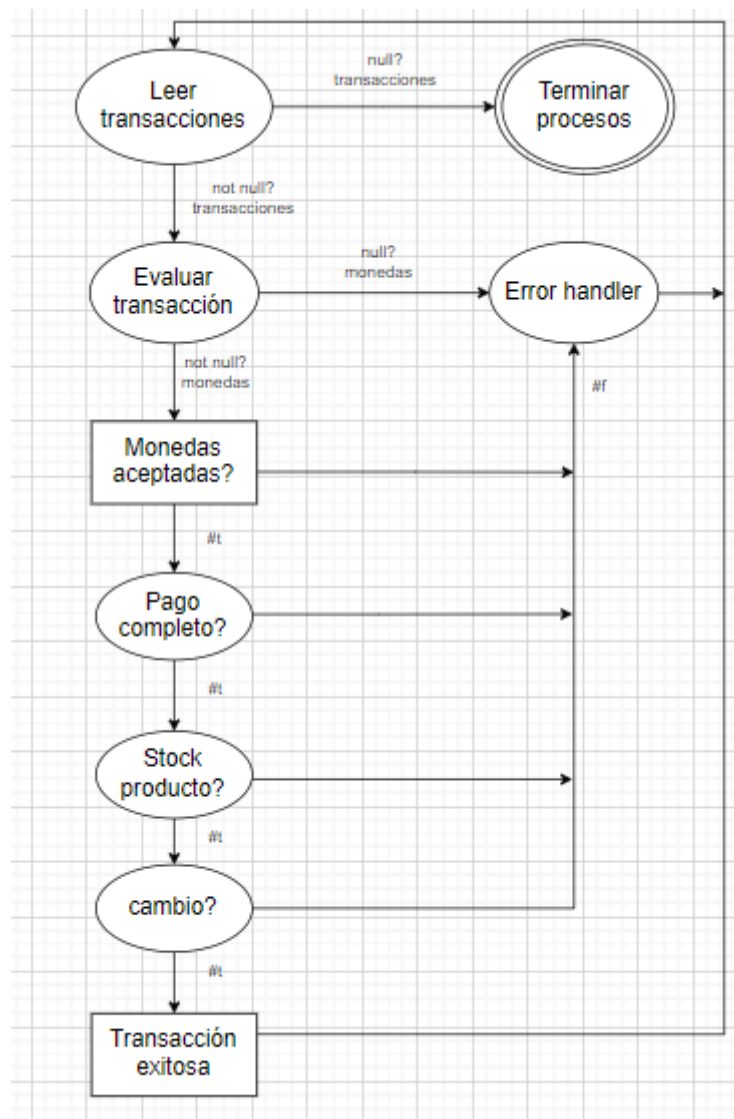 Leer
transacciones
null?
transacciones
Terminar
procesos
not null?
transacciones
Evaluar
transacción
null?
monedas
Error handler
not null?
monedas
#f
Monedas
aceptadas?
#t
Pago
completo?
#t
Stock
producto?
#t
cambio?
#t
Transacción
exitosa